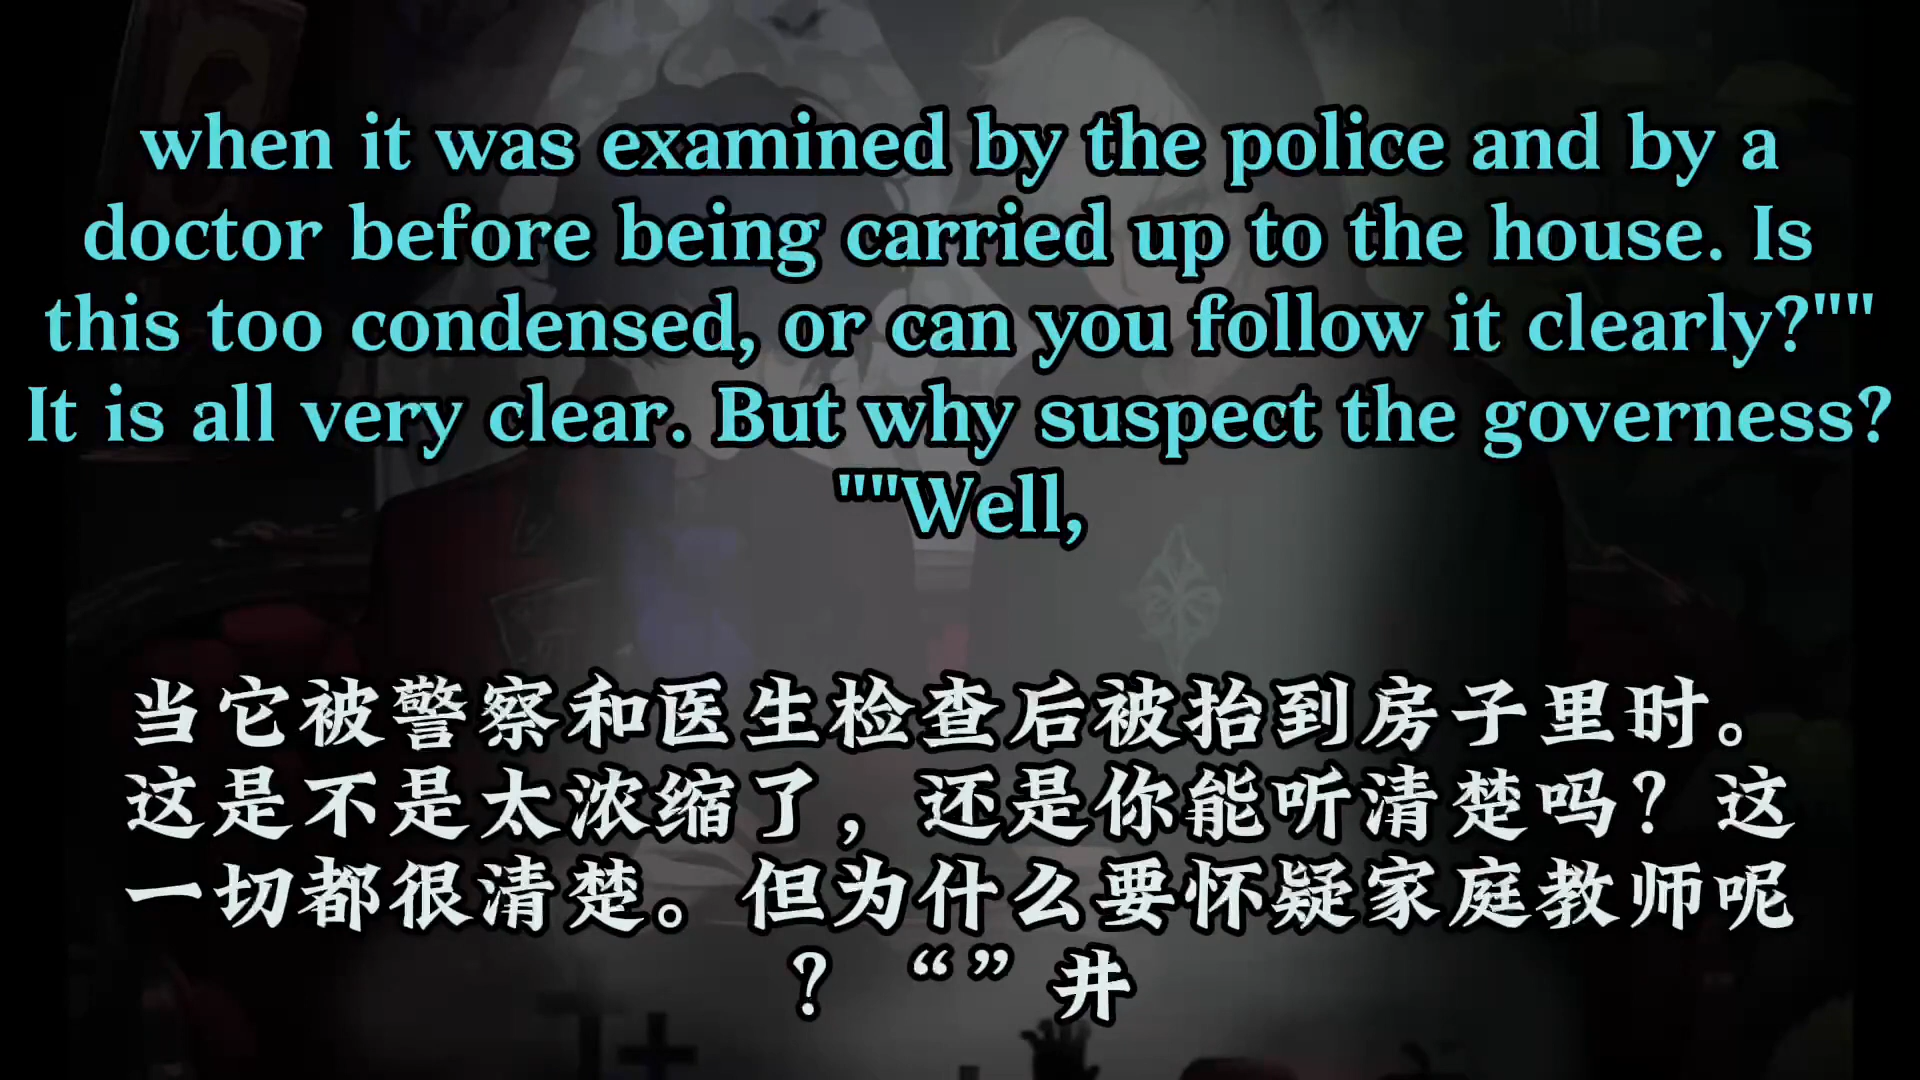 when it was examined by the police and by a
doctor before being carried up to the house. Is
this too condensed, or can you follow it clearly?""
It is all very clear. But why suspect the governess?
""Well,
当它被警察和医生检查后被抬到房子里时。
这是不是太浓缩了，还是你能听清楚吗？这
一切都很清楚。但为什么要怀疑家庭教师呢
？“”井